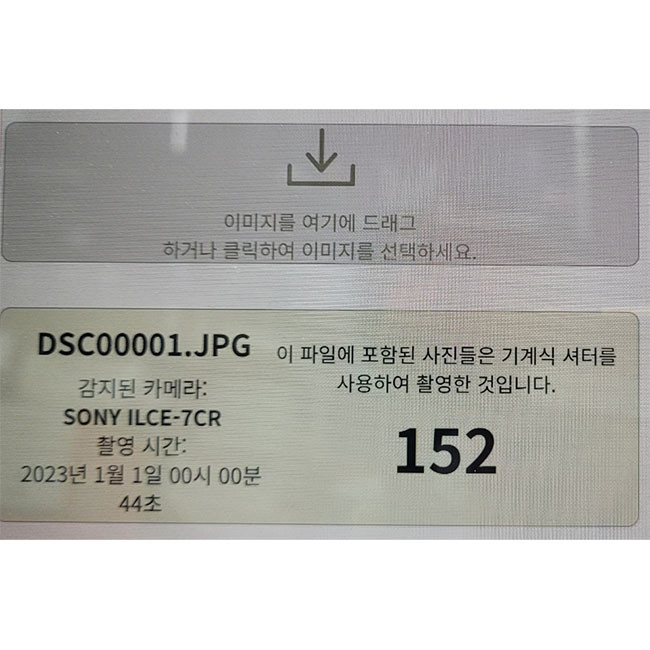 이미지를 여기에 드래그
하거나 클릭하여 이미지를 선택하세요.
DSC00001.JPG
감지된 카메라:
SONY ILCE-7CR
촬영 시간:
2023년 1월 1일 00시 00분
44초
이 파일에 포함된 사진들은 기계식 셔터를
사용하여 촬영한 것입니다.
152